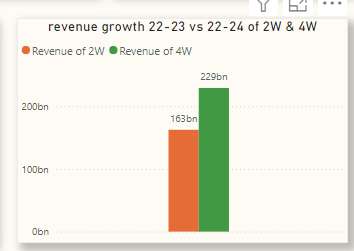 revenue growth 22-23 vs 22-24 of 2W & 4W
Revenue of 2W Revenue of 4W
229bn
163bn
200bn
100bn
0bn